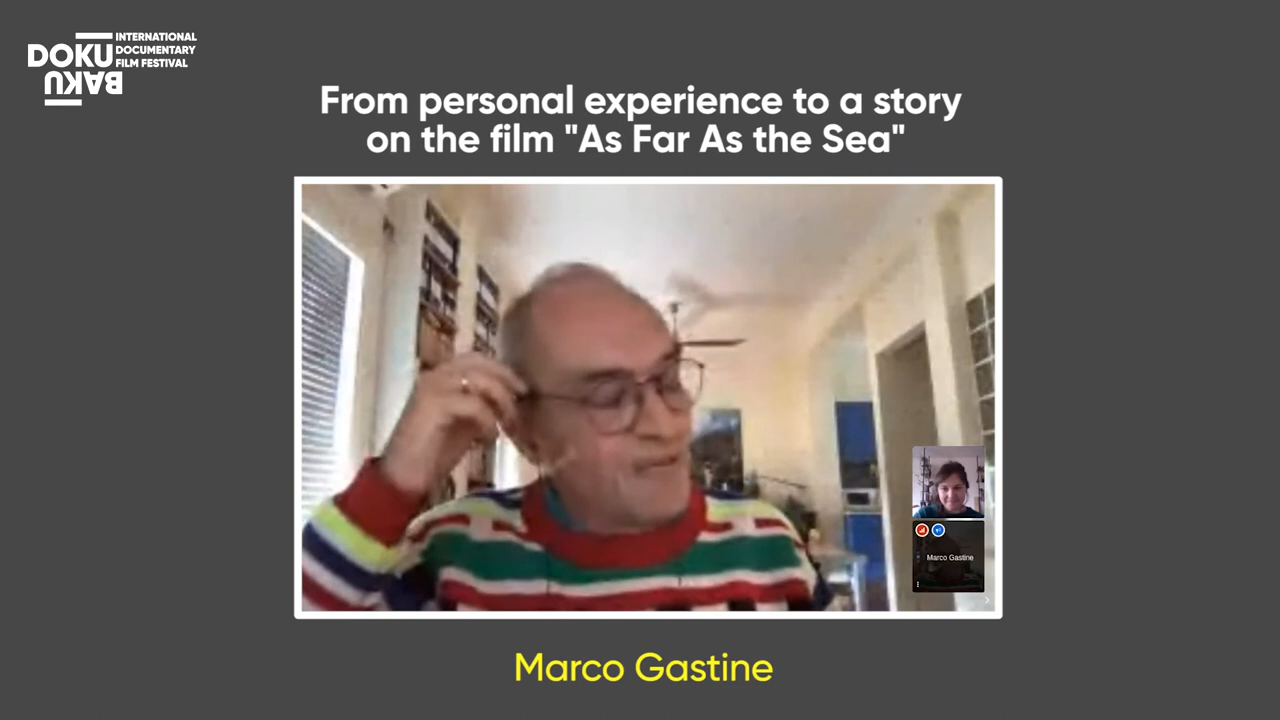 DOKU
BAKU
INTERNATIONAL
DOCUMENTARY
FILM FESTIVAL
From personal experience to a story
on the film "As Far As the Sea"
Marco Gastine
Marco Gastine